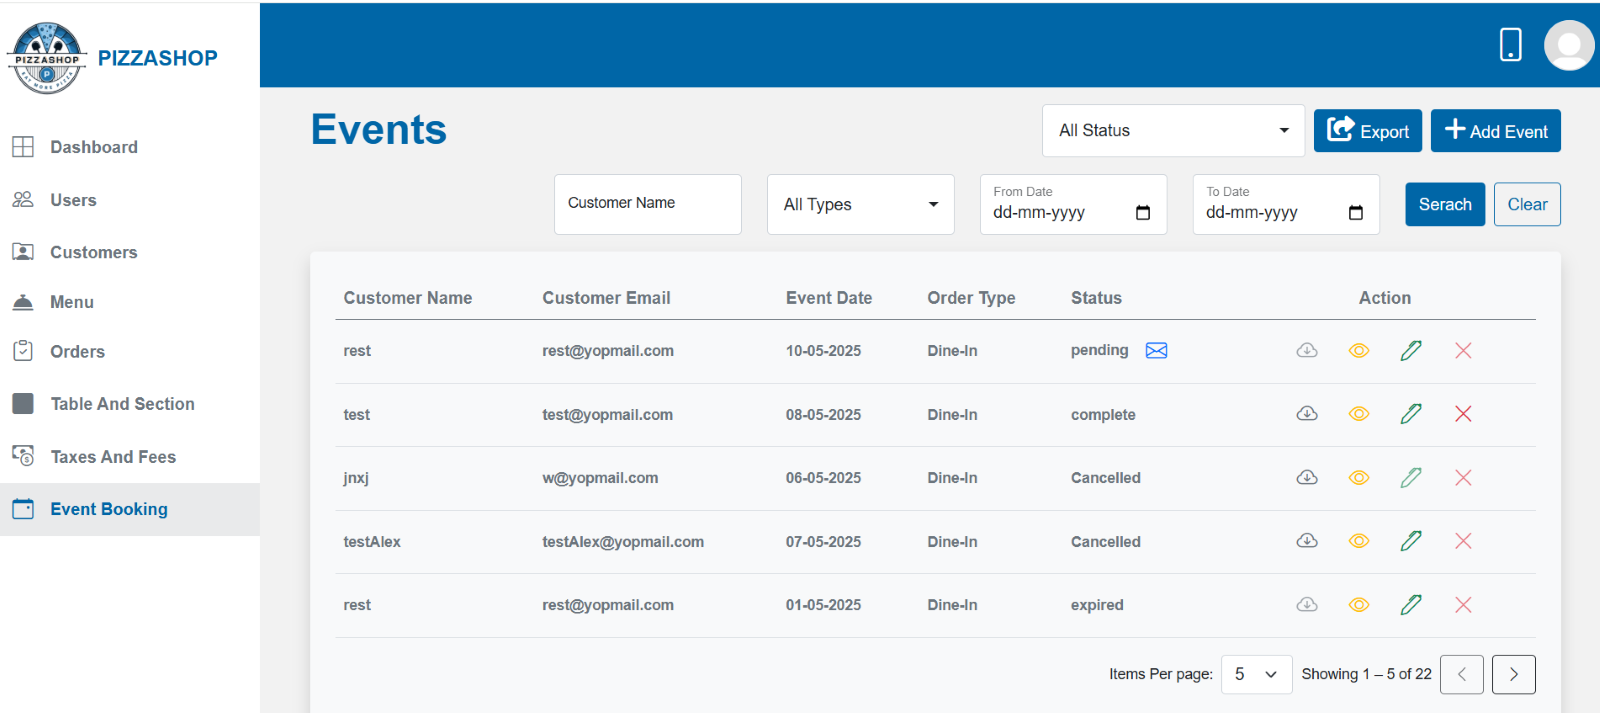 PIZZASHOP
EAT MORE PIZZA
PIZZASHOP
Dashboard
Users
Customers
Menu
Orders
Table And Section
Taxes And Fees
Event Booking
Events
All Status
Export
Add Event
Customer Name
All Types
From Date
dd-mm-yyyy
To Date
dd-mm-yyyy
Serach
Clear
Customer Name Customer Email Event Date Order Type Status Action
rest rest@yopmail.com 10-05-2025 Dine-In pending
test test@yopmail.com 08-05-2025 Dine-In complete
jnxj w@yopmail.com 06-05-2025 Dine-In Cancelled
testAlex testAlex@yopmail.com 07-05-2025 Dine-In Cancelled
rest rest@yopmail.com 01-05-2025 Dine-In expired
Items Per page: 5 Showing 1 – 5 of 22